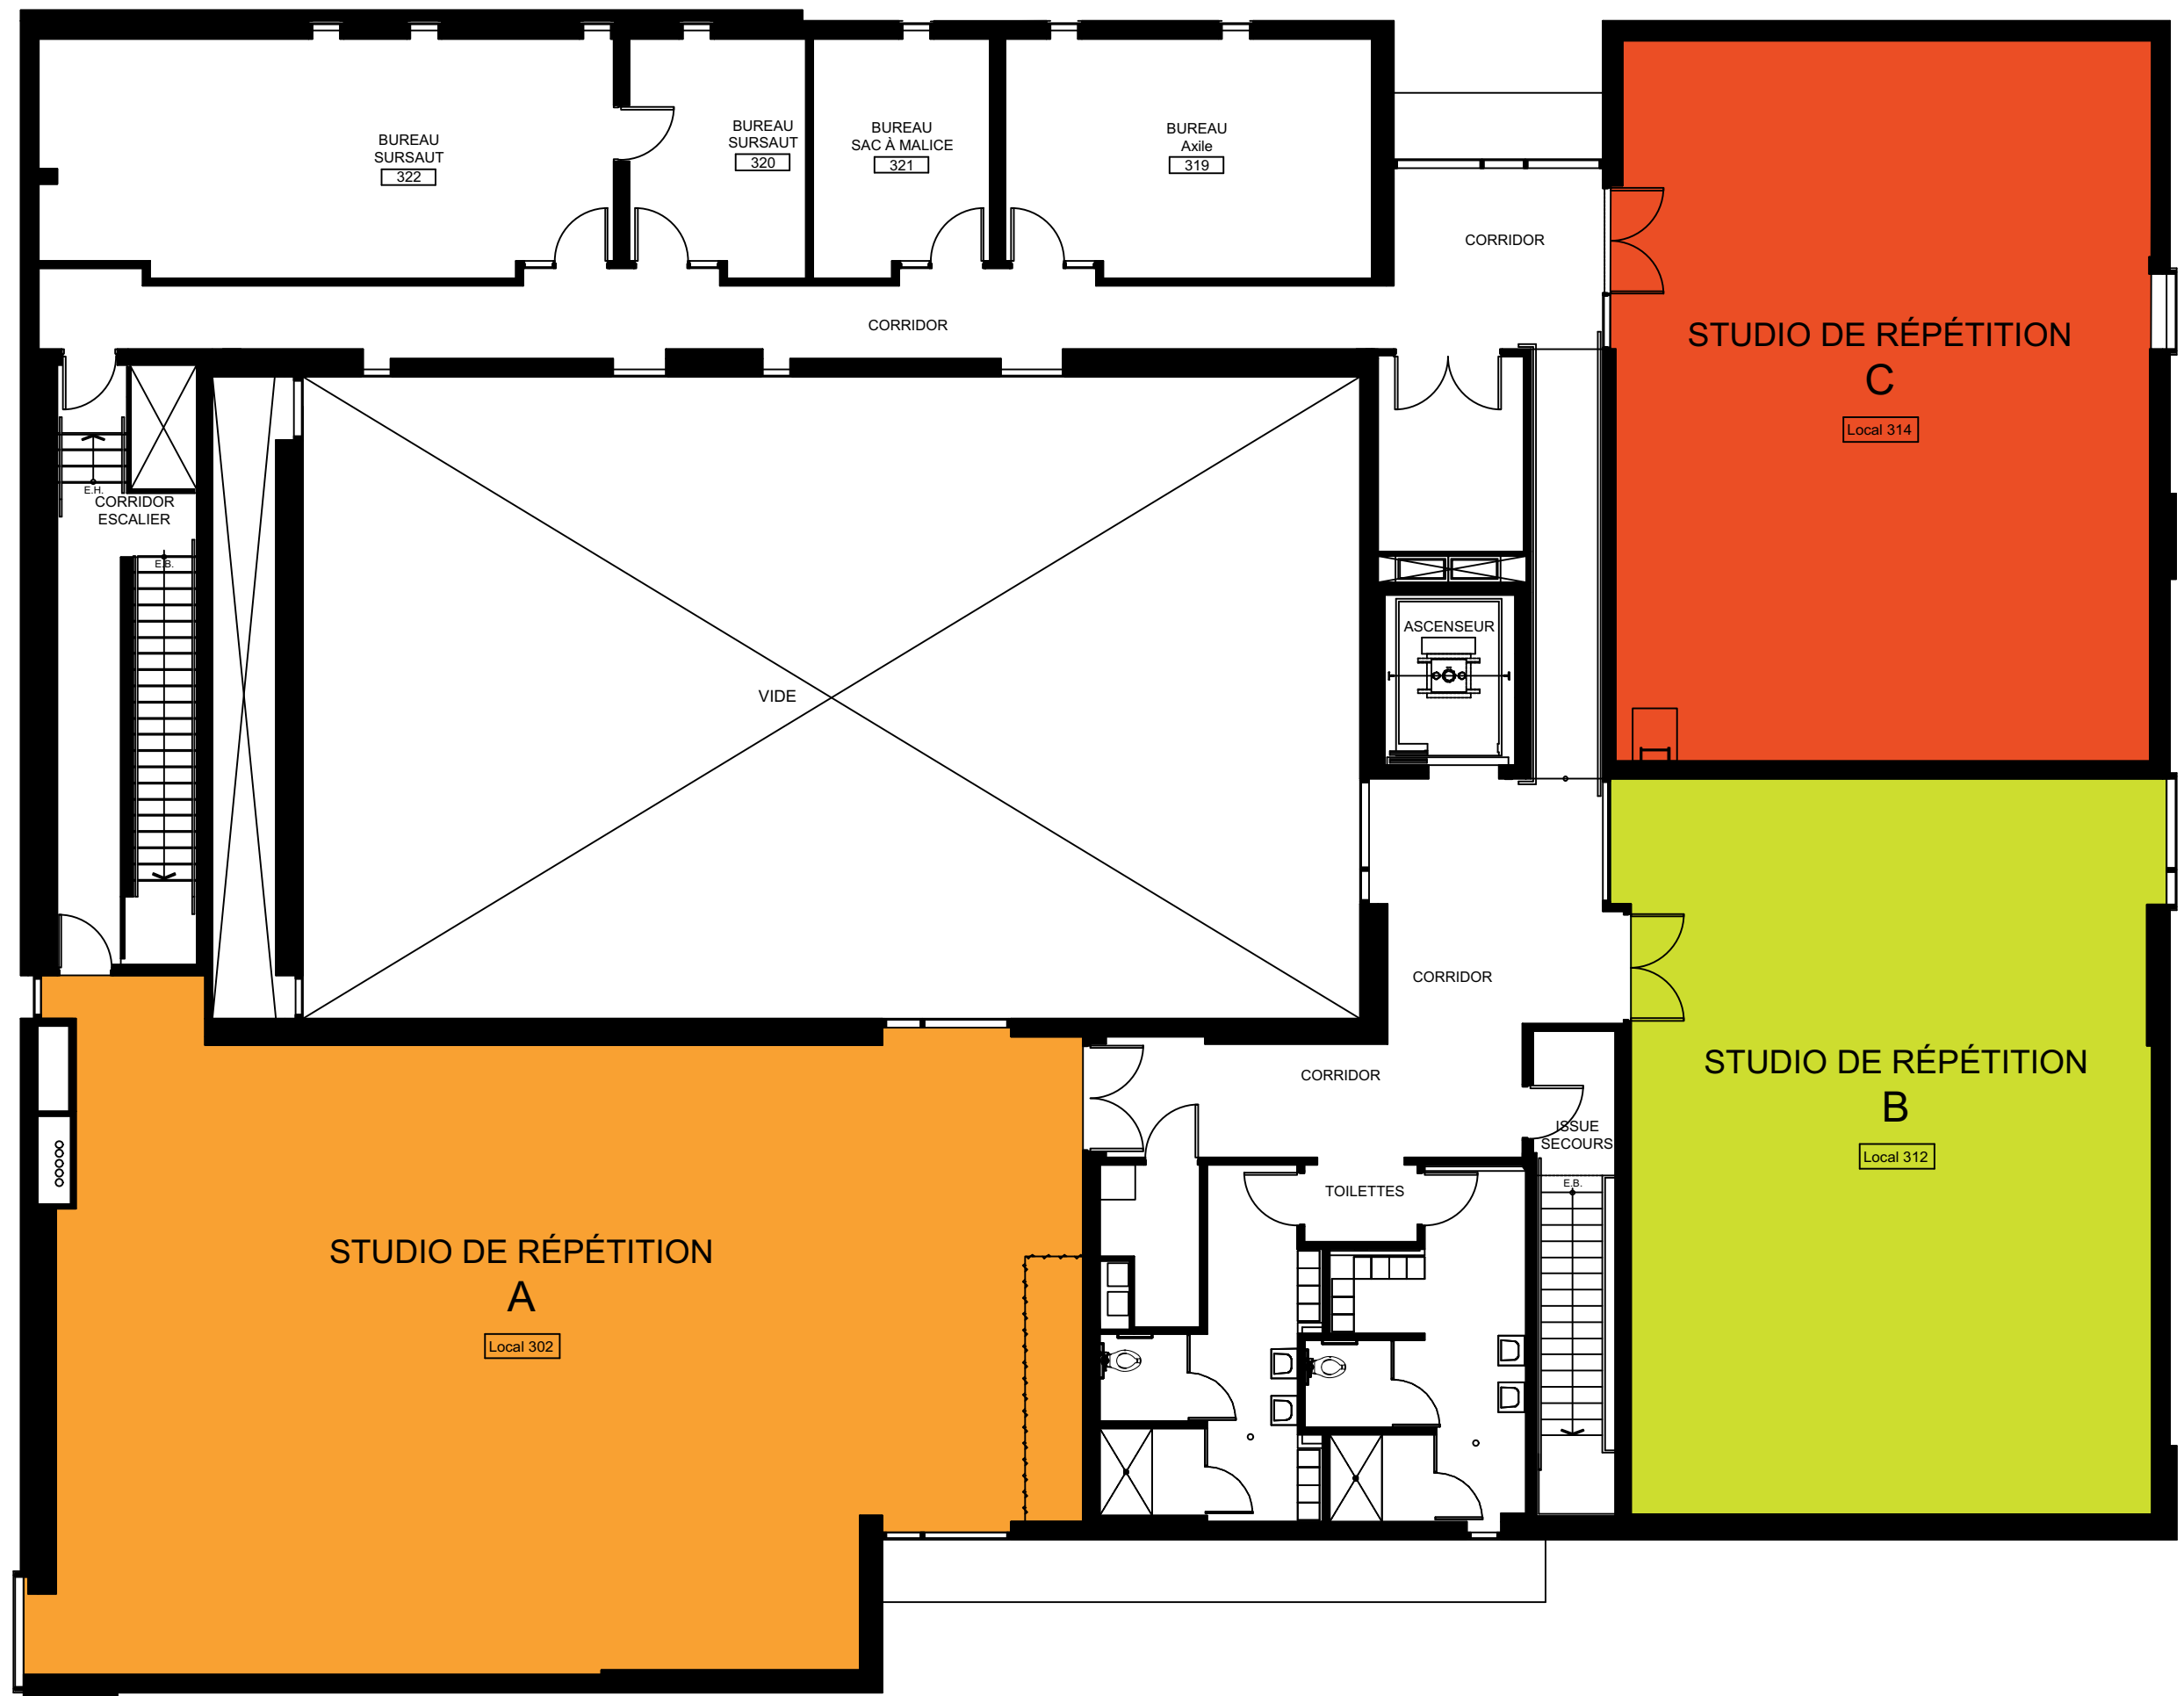 BUREAU
SURSAUT
322
BUREAU
SURSAUT
320
BUREAU
SAC À MALICE
321
BUREAU
Axile
319
CORRIDOR
CORRIDOR
STUDIO DE RÉPÉTITION
C
Local 314
E.H.
CORRIDOR
ESCALIER
E.B.
ASCENSEUR
VIDE
CORRIDOR
STUDIO DE RÉPÉTITION
B
Local 312
CORRIDOR
ISSUE
SECOURS
E.B.
TOILETTES
STUDIO DE RÉPÉTITION
A
Local 302